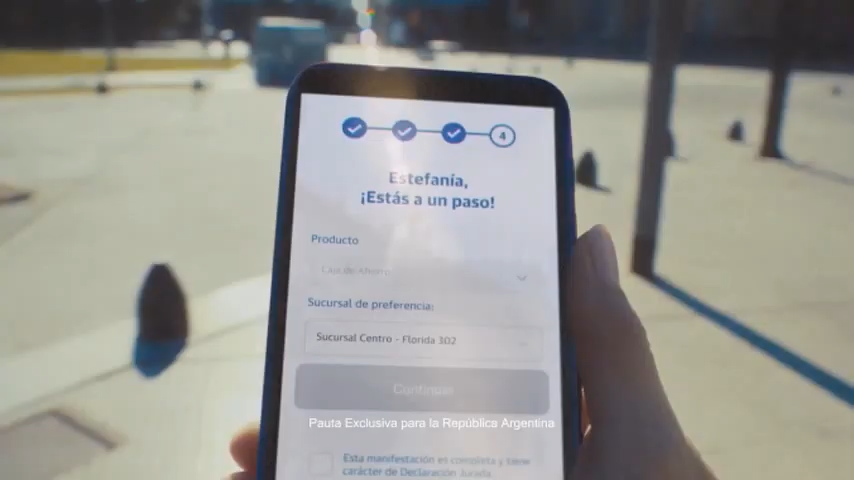 4
Estefanía,
¡Estás a un paso!
Producto
Caja de Ahorro
Sucursal de preferencia:
Sucursal Centro - Florida 302
Continuar
Pauta Exclusiva para la República Argentina
Esta manifestación es completa y tiene
carácter de Declaración Jurada.